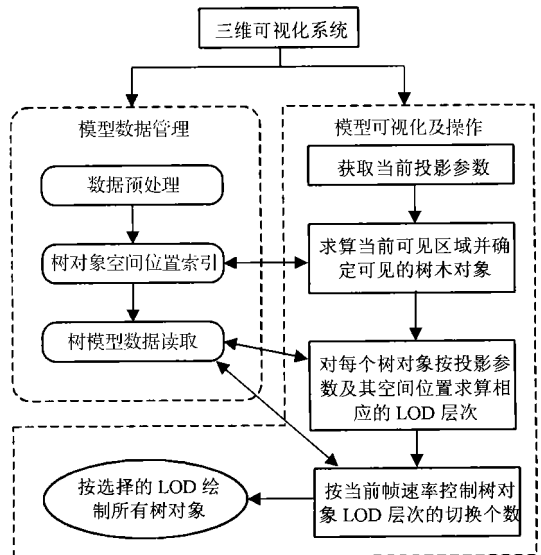 三维可视化系统
模型数据管理
数据预处理
树对象空间位置索引
树模型数据读取
模型可视化及操作
获取当前投影参数
求算当前可见区域并确
定可见的树木对象
对每个树对象按投影参
数及其空间位置求算相
应的 LOD 层次
按当前帧速率控制树对
象 LOD 层次的切换个数
按选择的 LOD 绘
制所有树对象